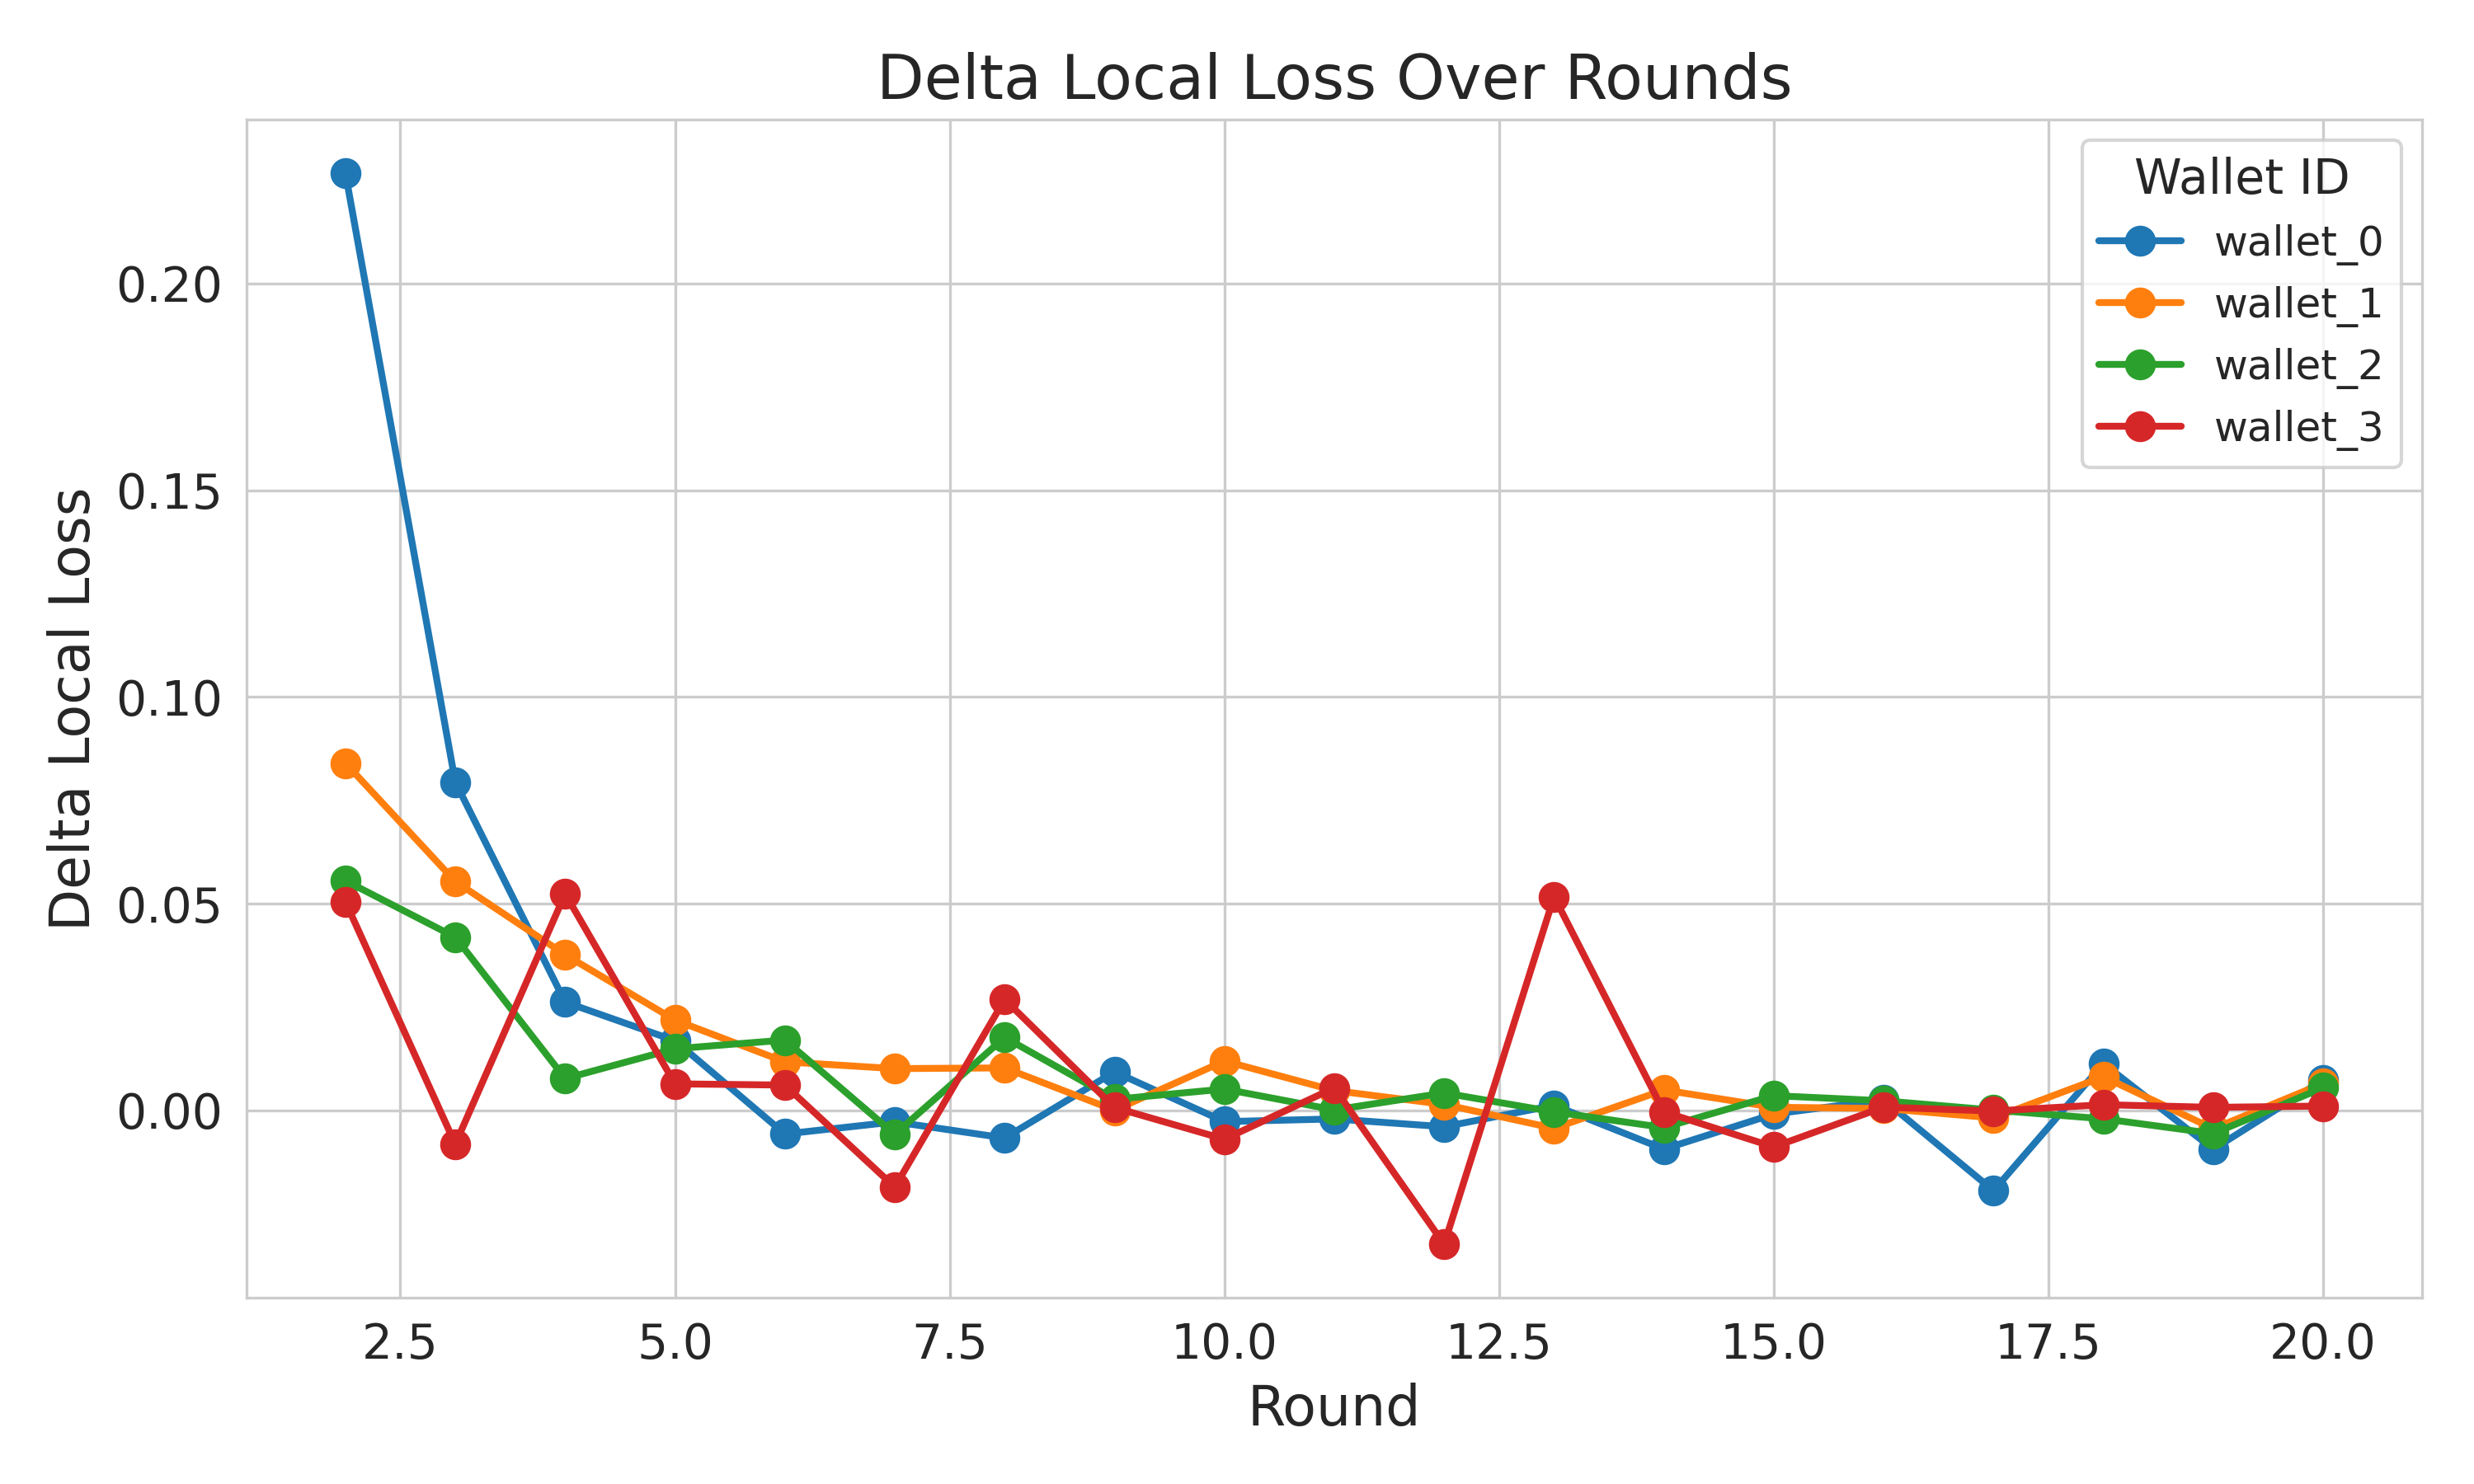 Delta Local Loss Over Rounds
Wallet ID
wallet_0
wallet_1
wallet_2
wallet_3
Delta Local Loss
0.20
0.15
0.10
0.05
0.00
2.5 5.0 7.5 10.0 12.5 15.0 17.5 20.0
Round